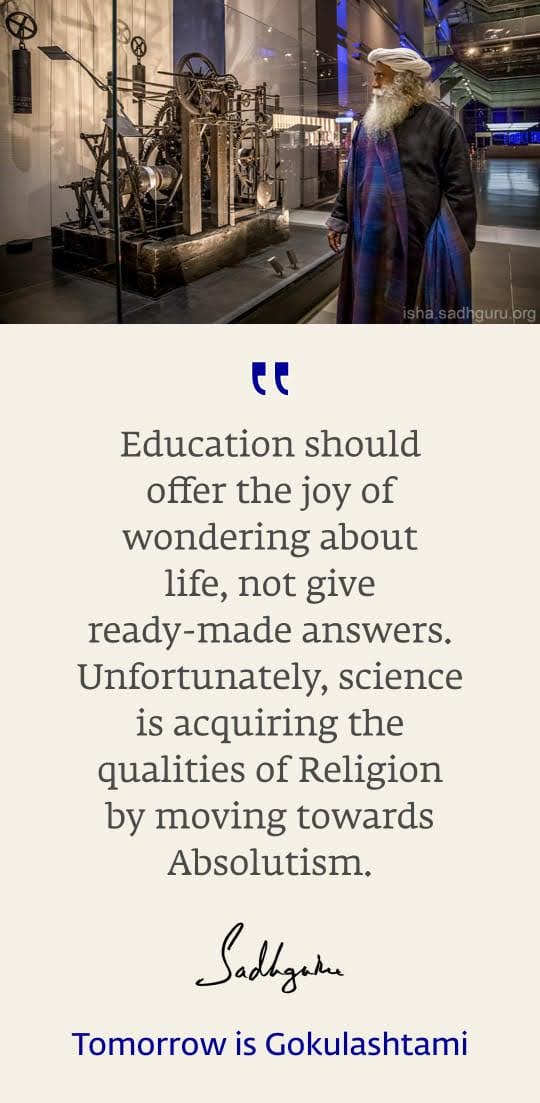 isha.sadhguru.org
Education should
offer the joy of
wondering about
life, not give
ready-made answers.
Unfortunately, science
is acquiring the
qualities of Religion
by moving towards
Absolutism.
Sadhguru
Tomorrow is Gokulashtami